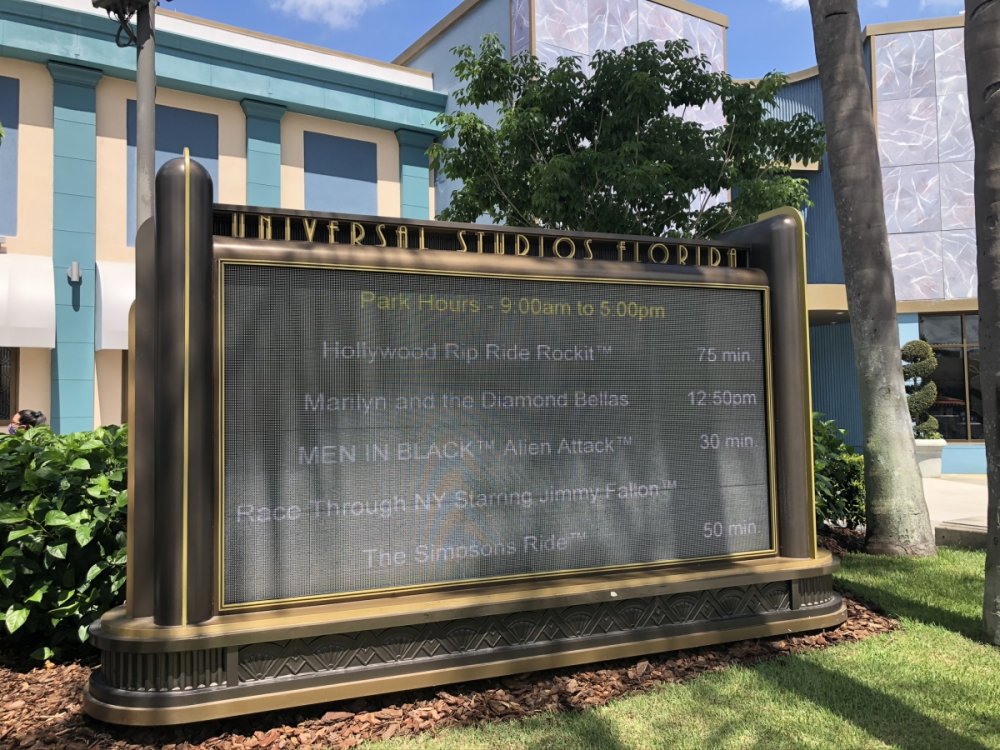 UNIVERSAL STUDIOS FLORIDA
Park Hours - 9:00am to 5:00pm
Hollywood Rip Ride Rockit™ 75 min.
Marilyn and the Diamond Bellas 12:50pm
MEN IN BLACK™ Alien Attack™ 30 min.
Race Through NY Starring Jimmy Fallon™
The Simpsons Ride™ 50 min.